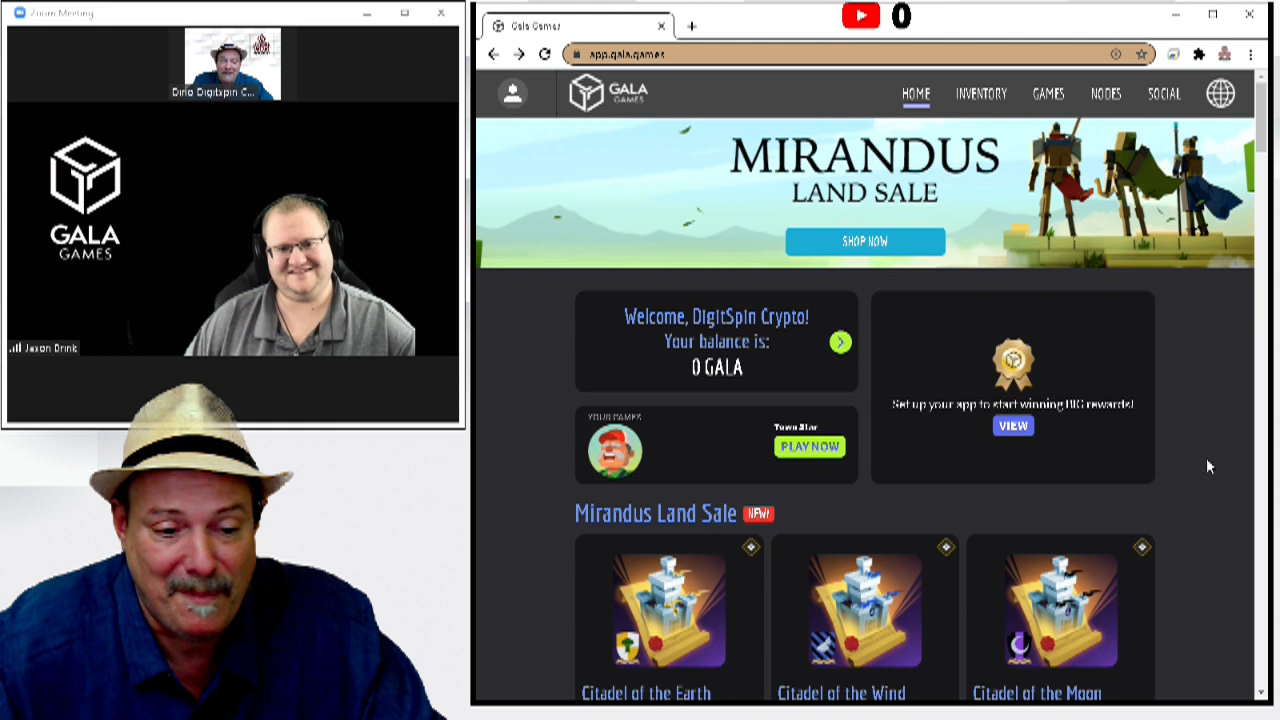 Zoom Meeting
Dino Digitspin C...
GALA
GAMES
Jaxon Brink
0
Gala Games
app.gala.games
GALA
GAMES
HOME
INVENTORY
GAMES
NODES
SOCIAL
MIRANDUS
LAND SALE
SHOP NOW
Welcome, DigitSpin Crypto!
Your balance is:
0 GALA
Set up your app to start winning BIG rewards!
VIEW
YOUR GAMES
Town Star
PLAY NOW
Mirandus Land Sale NEW!
Citadel of the Earth
Citadel of the Wind
Citadel of the Moon